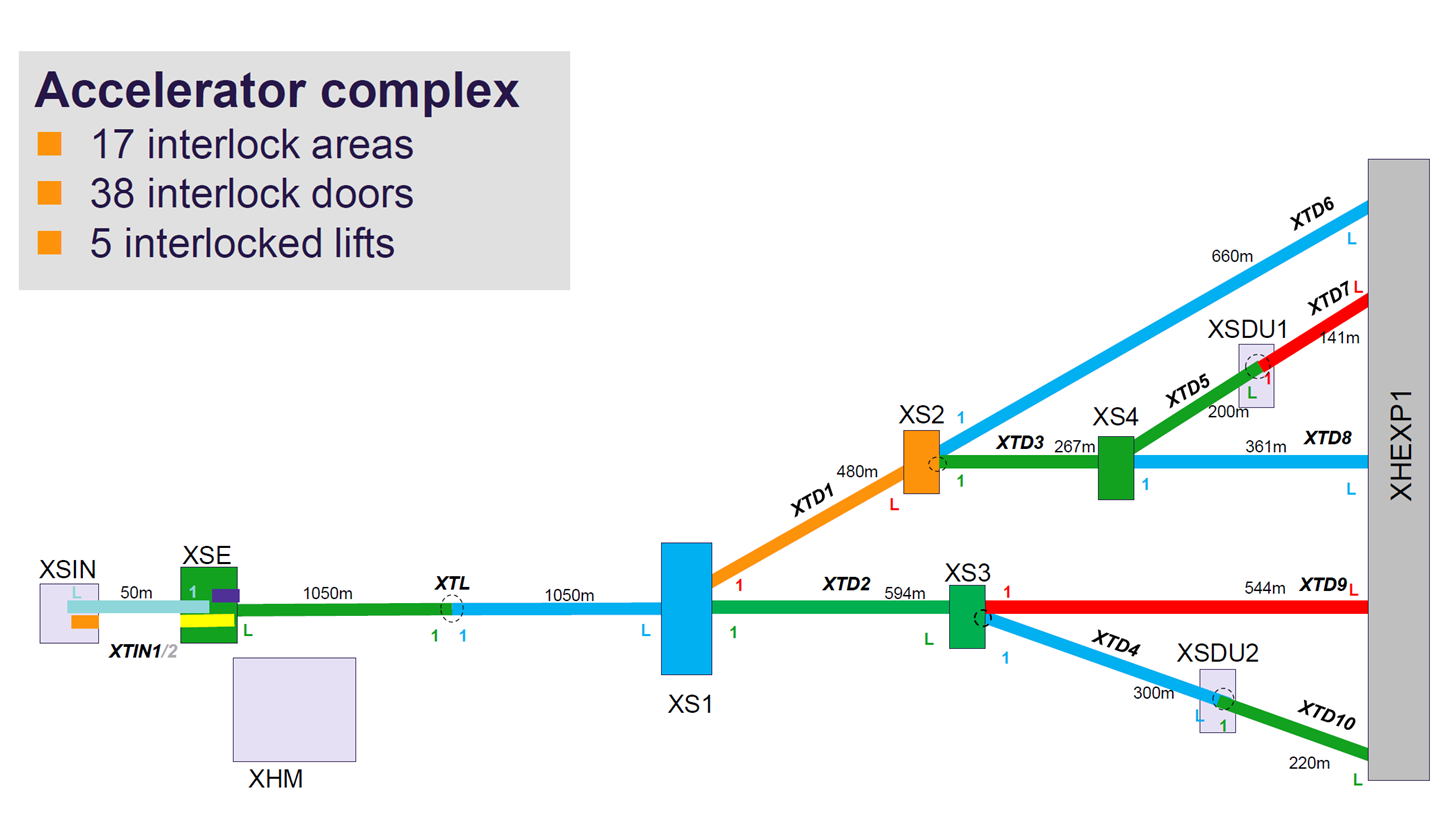 Accelerator complex
17 interlock areas
38 interlock doors
5 interlocked lifts
XTD6
L
660m
XTD7
L
XSDU1
141m
XTD5
1
L
200m
XS2
1
XS4
XTD3
267m
361m
XTD8
XHEXP1
480m
XTD1
L
1
1
L
XSIN
XSE
L
50m
1
1050m
XTL
1050m
1
XTD2
594m
XS3
1
544m
XTD9
L
L
1
1
L
1
L
XTIN1/2
1
XTD4
XSDU2
300m
L
1
XTD10
XS1
220m
L
XHM